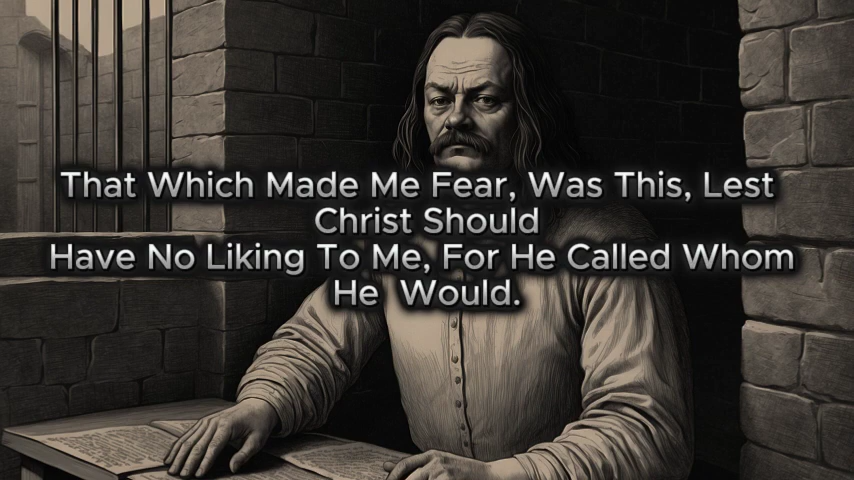 That Which Made Me Fear, Was This, Lest
Christ Should
Have No Liking To Me, For He Called Whom
He  Would.